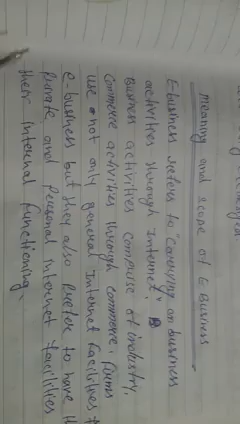 meaning and scope of E Business
E-business refers to "carrying on business
activities through Internet."
Business activities comprise of industry,
Commerce activities through commerce. Firms
use not only general Internet facilities
e-business but they also prefer to have
private and personal internet facilities
their internal functioning.